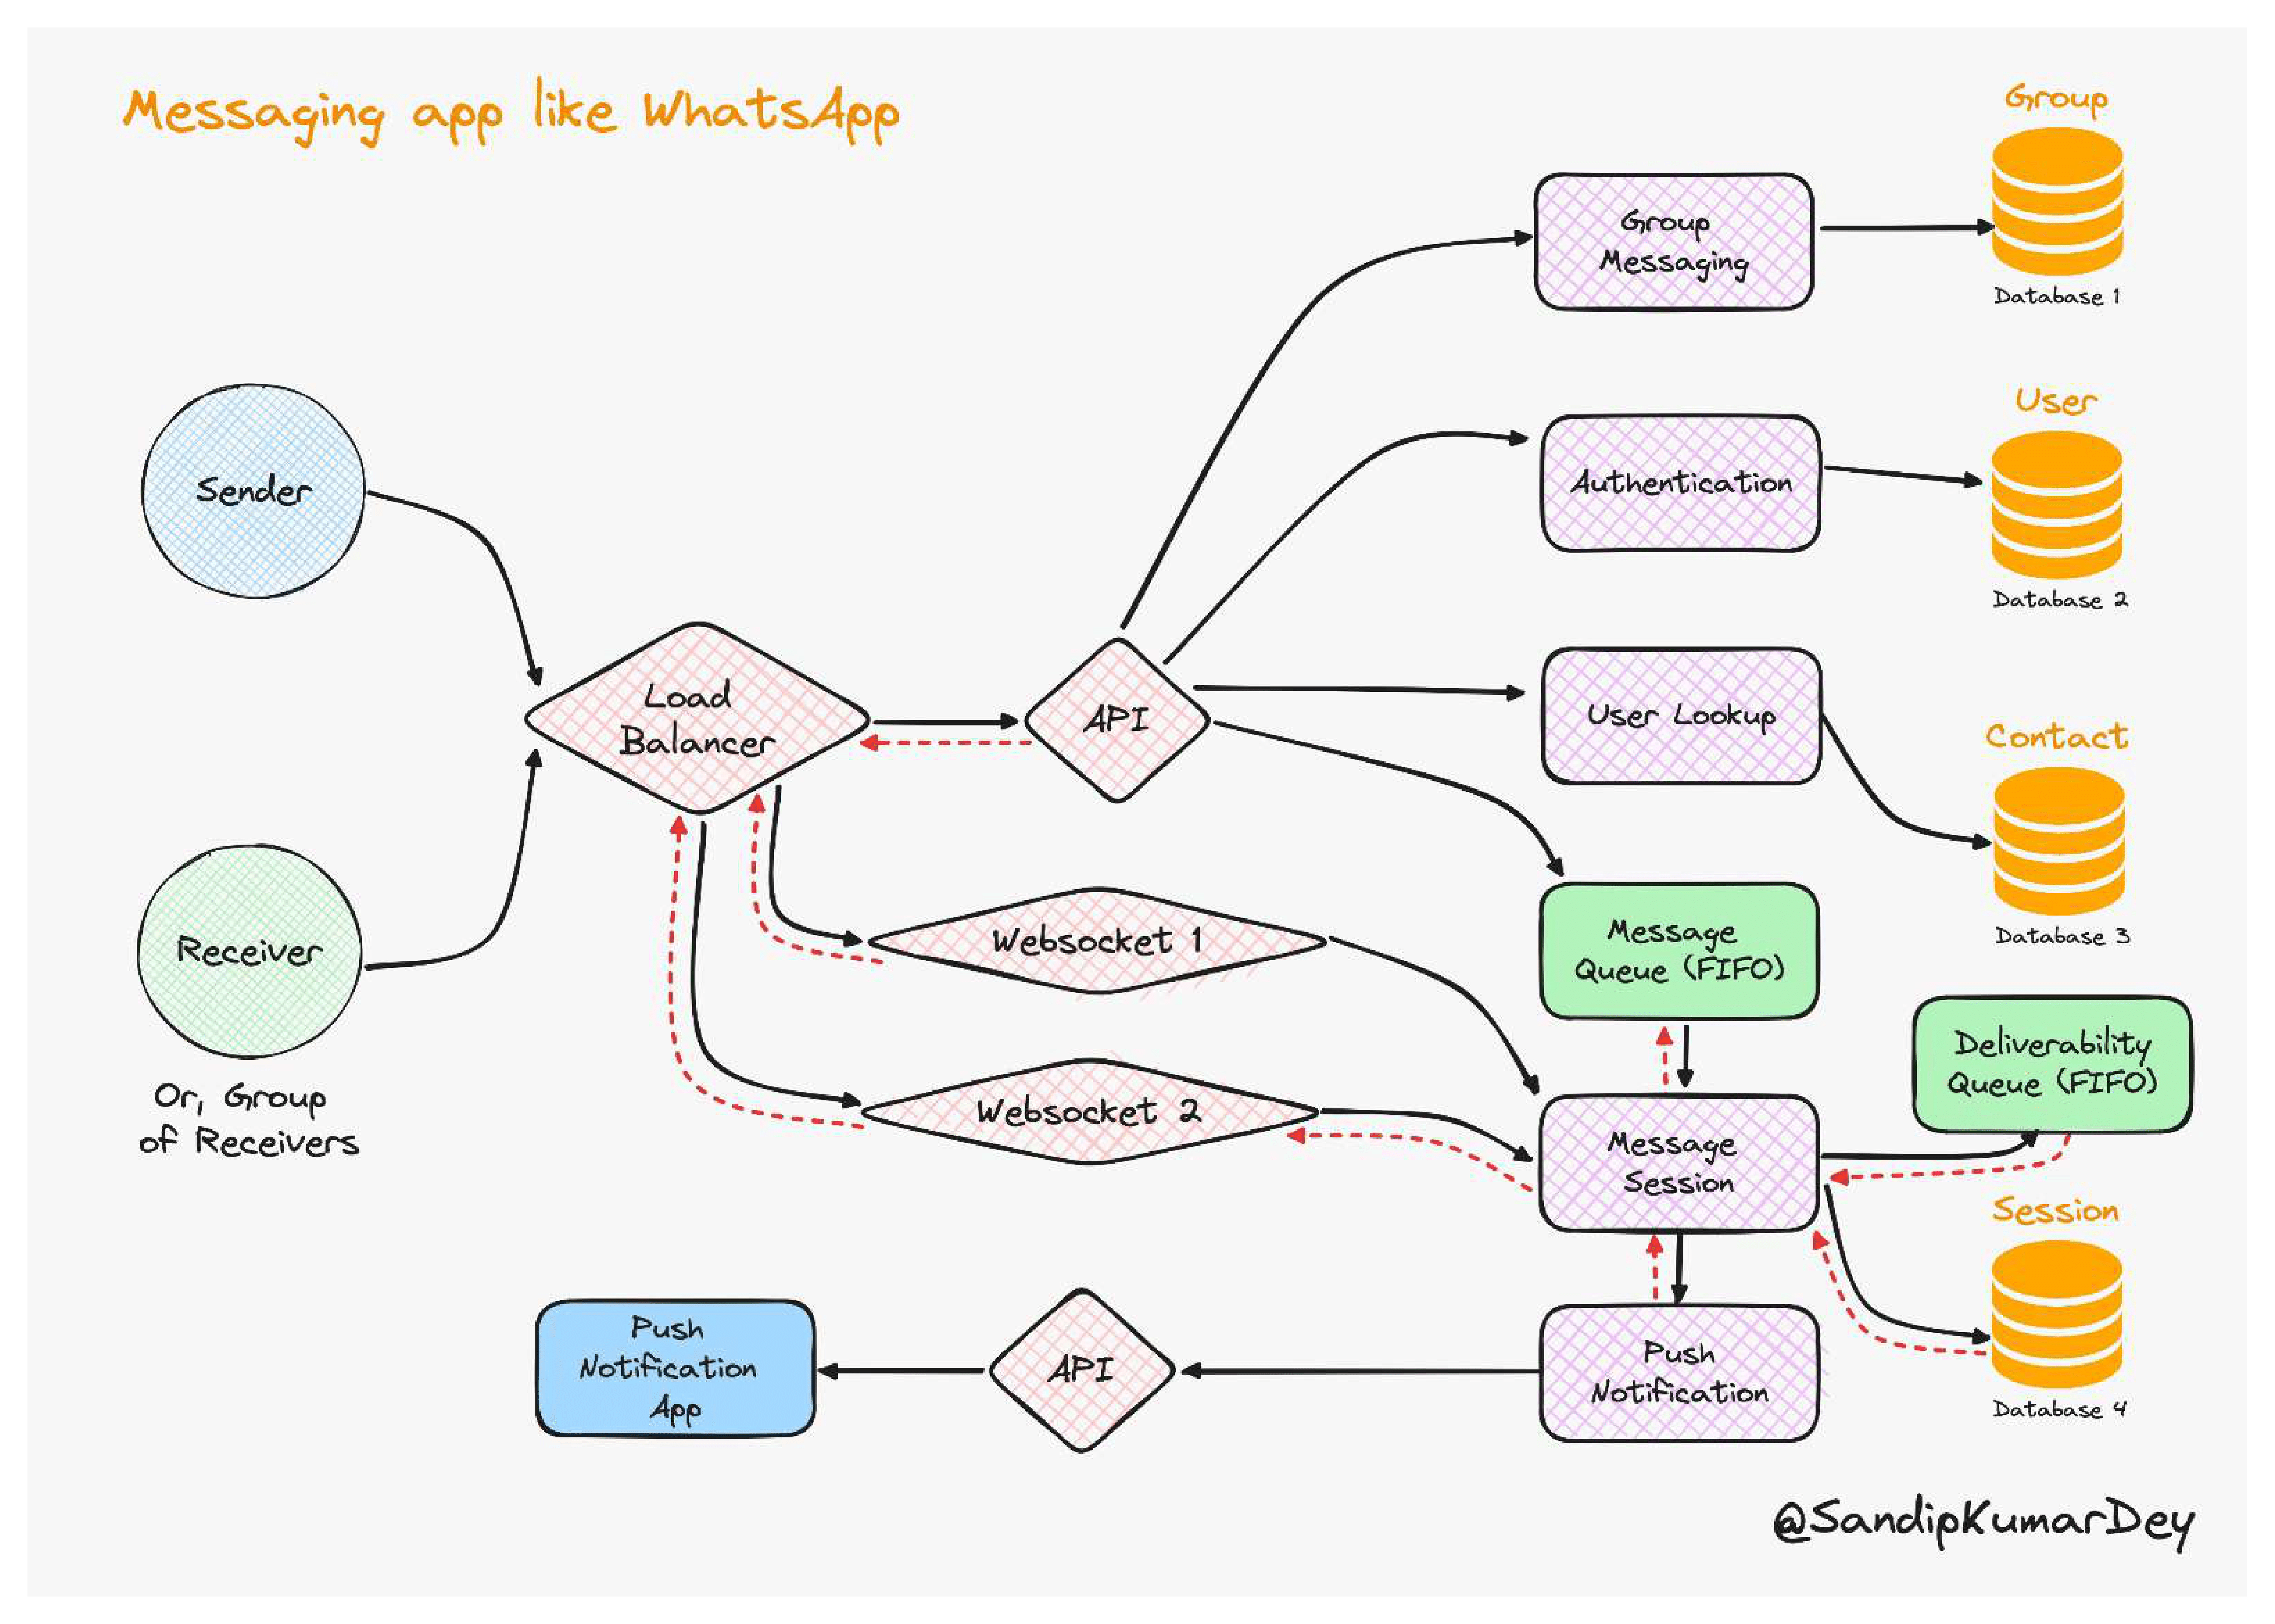 Messaging app like WhatsApp
Group
Group
Messaging
Database 1
User
Sender
Authentication
Database 2
Load
Balancer
API
User Lookup
Contact
Receiver
Websocket 1
Message
Queue (FIFO)
Database 3
Or, Group
of Receivers
Websocket 2
Deliverability
Queue (FIFO)
Message
Session
Session
Push
Notification
App
API
Push
Notification
Database 4
@SandipKumarDey